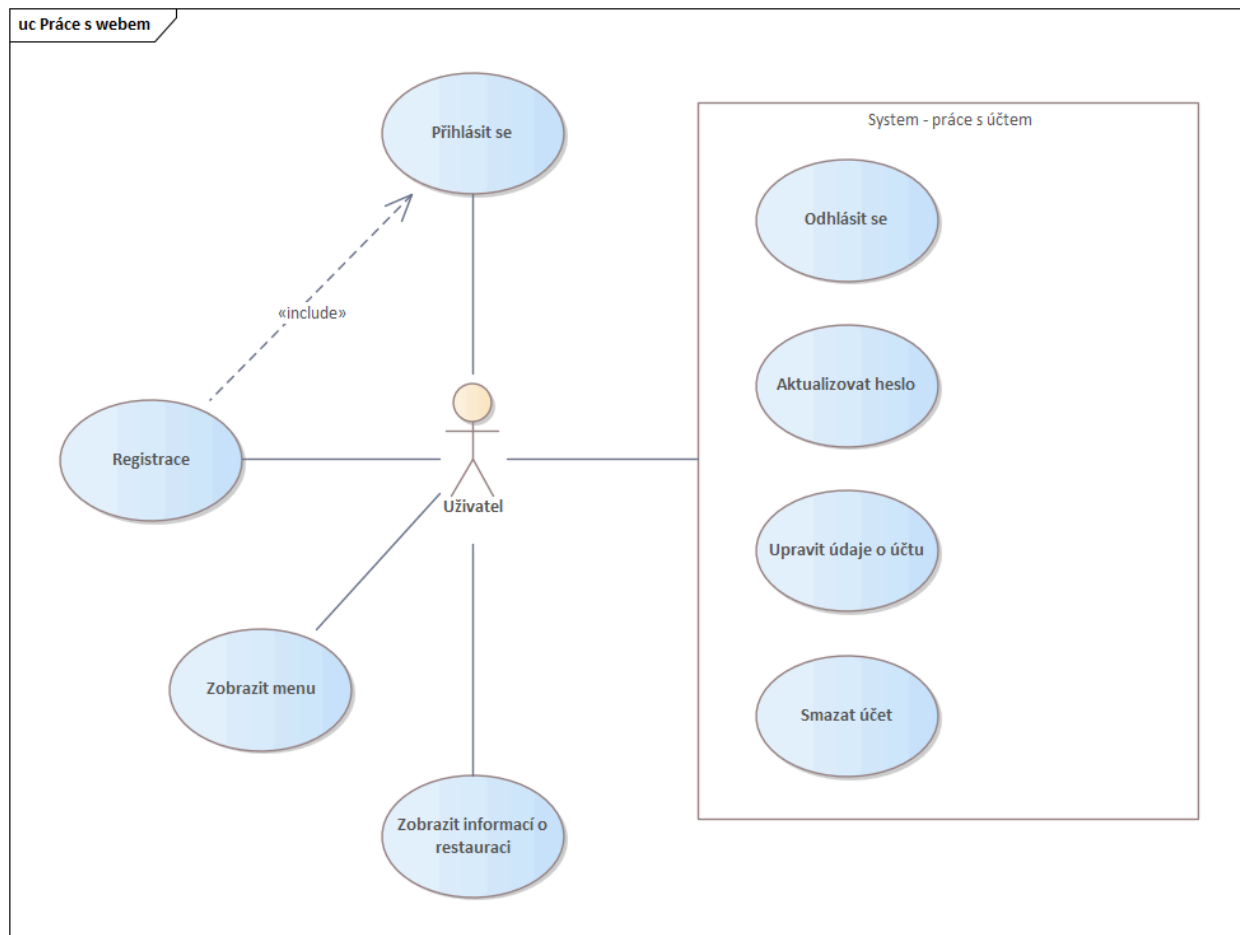 uc Práce s webem
Přihlásit se
System - práce s účtem
Odhlásit se
«include»
Aktualizovat heslo
Registrace
Uživatel
Upravit údaje o účtu
Zobrazit menu
Smazat účet
Zobrazit informací o
restauraci